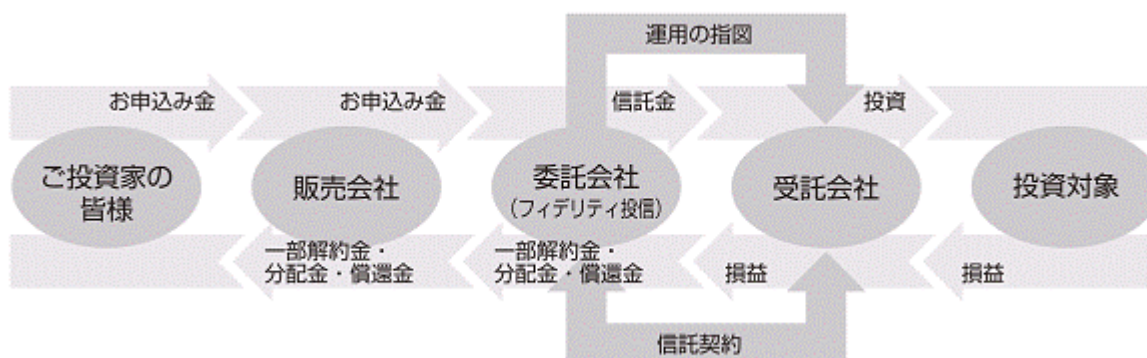 運用の指図
お申込み金
お申込み金
信託金
投資
ご投資家の
皆様
販売会社
委託会社
(フィデリティ投信)
受託会社
投資対象
一部解約金・
分配金・償還金
一部解約金・
分配金・償還金
損益
損益
信託契約